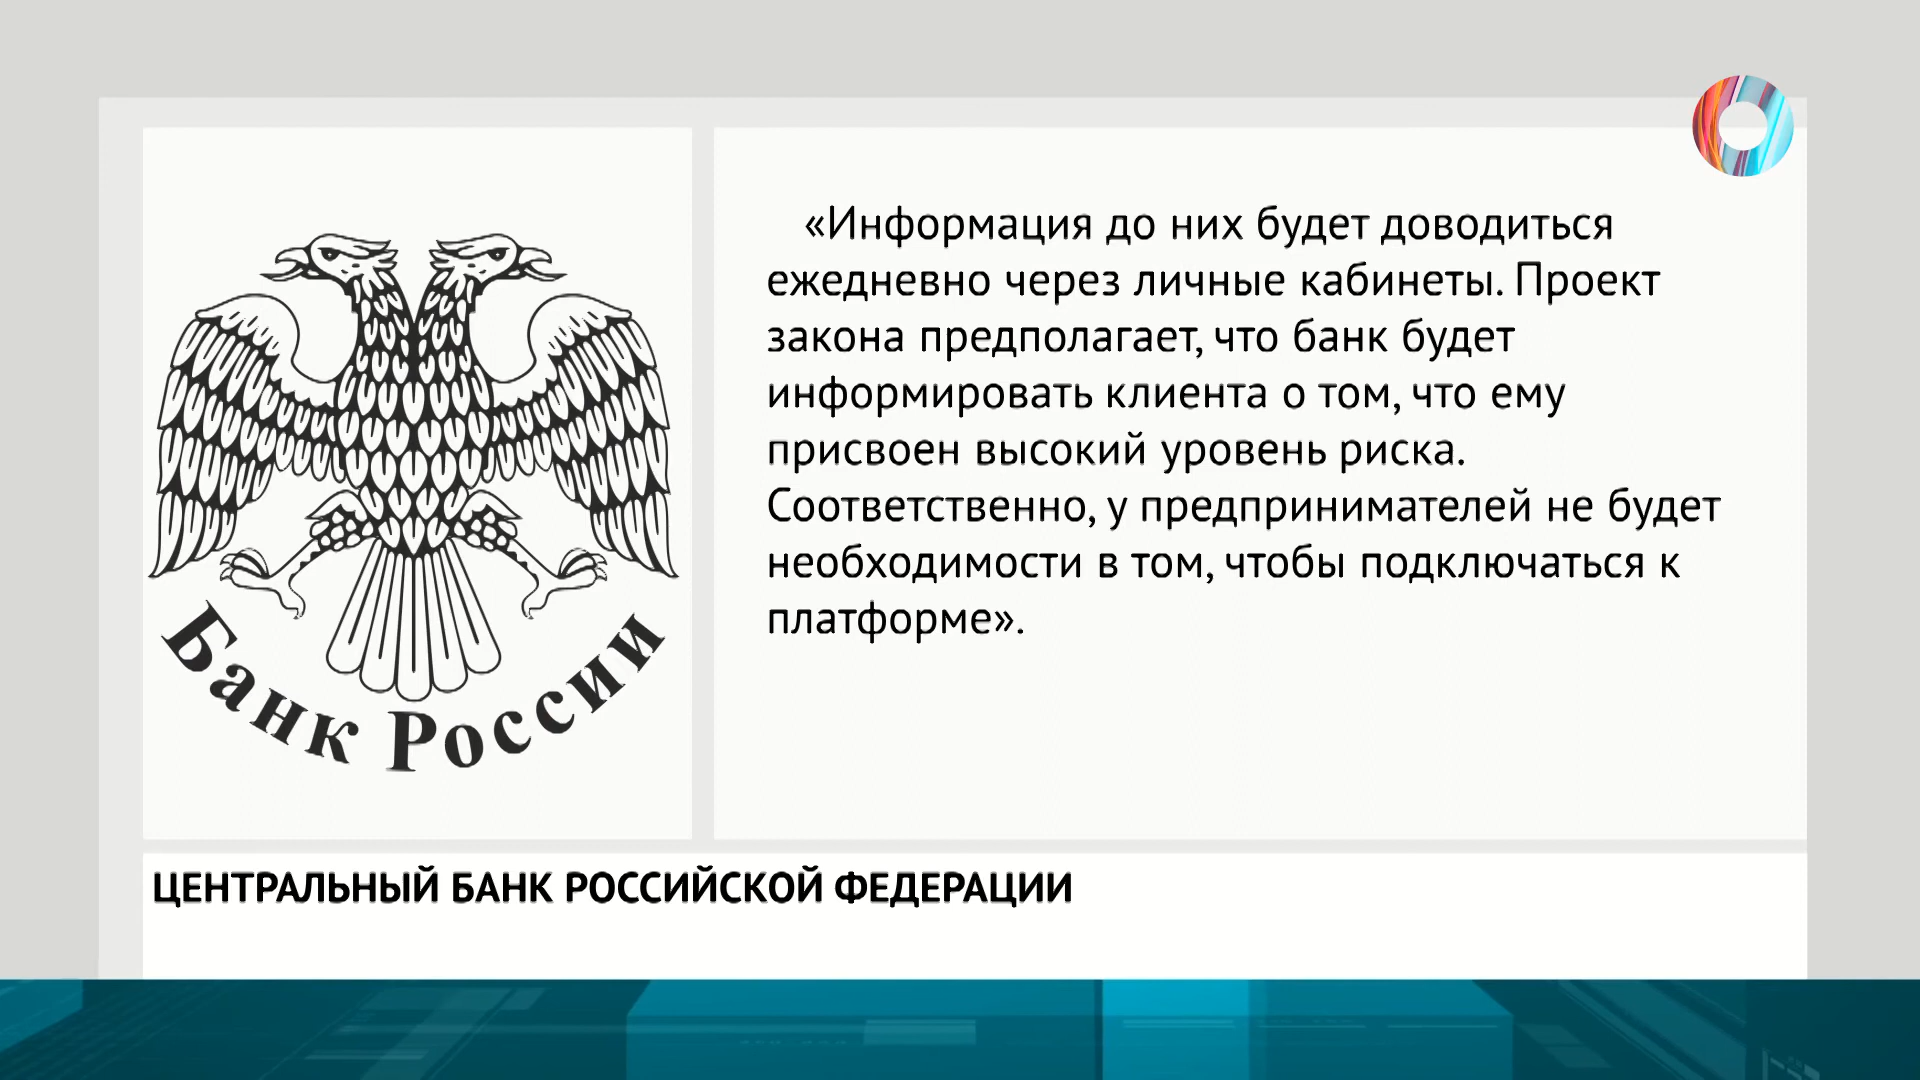 «Информация до них будет доводиться
ежедневно через личные кабинеты. Проект
закона предполагает, что банк будет
информировать клиента о том, что ему
присвоен высокий уровень риска.
Соответственно, у предпринимателей не будет
необходимости в том, чтобы подключаться к
платформе».
Банк России
ЦЕНТРАЛЬНЫЙ БАНК РОССИЙСКОЙ ФЕДЕРАЦИИ